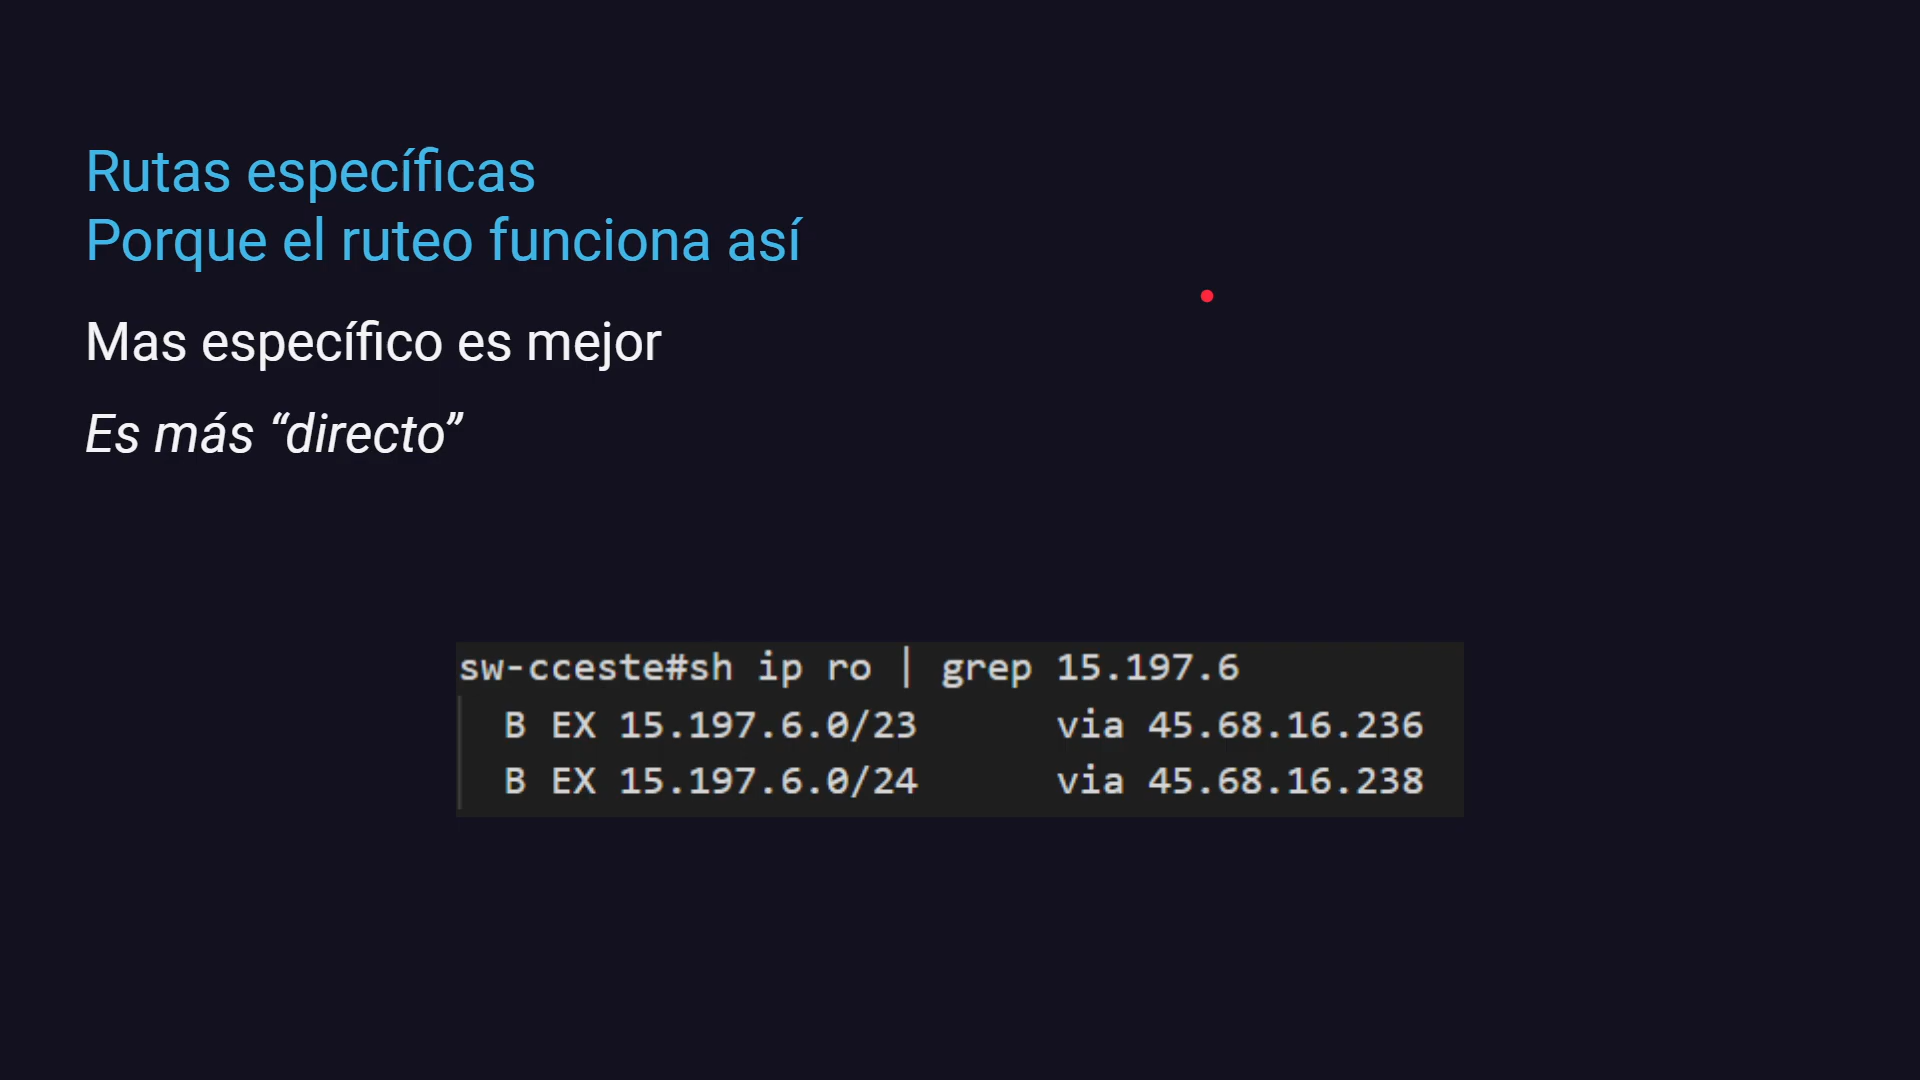 Rutas específicas
Porque el ruteo funciona así
Mas específico es mejor
Es más “directo”
sw-cceste#sh ip ro | grep 15.197.6
B EX 15.197.6.0/23 via 45.68.16.236
B EX 15.197.6.0/24 via 45.68.16.238